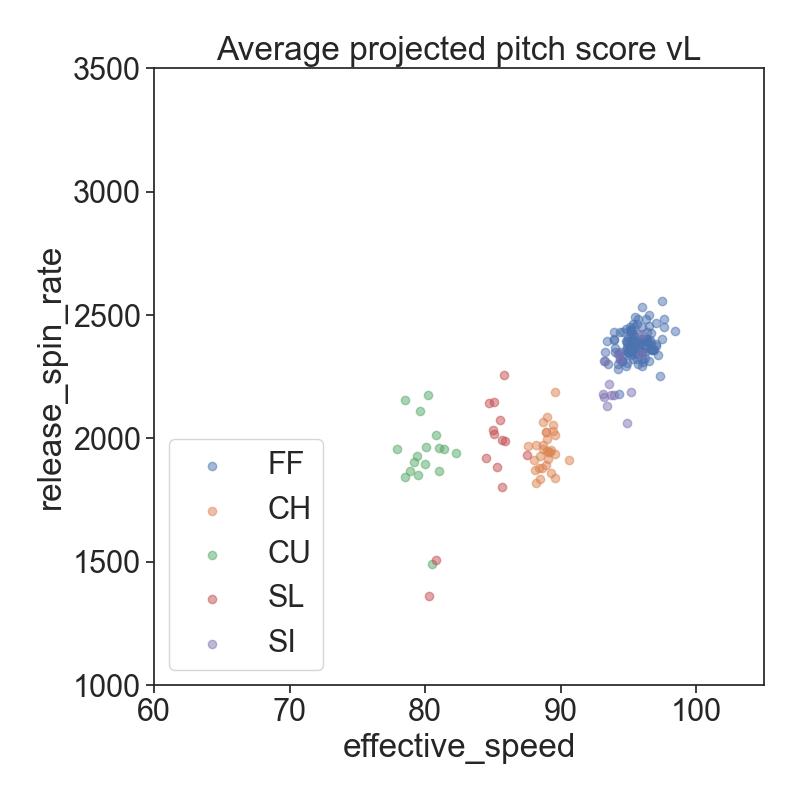 Average projected pitch score vL
3500
3000
2500
2000
1500
1000
release_spin_rate
FF
CH
CU
SL
SI
60
70
80
90
100
effective_speed